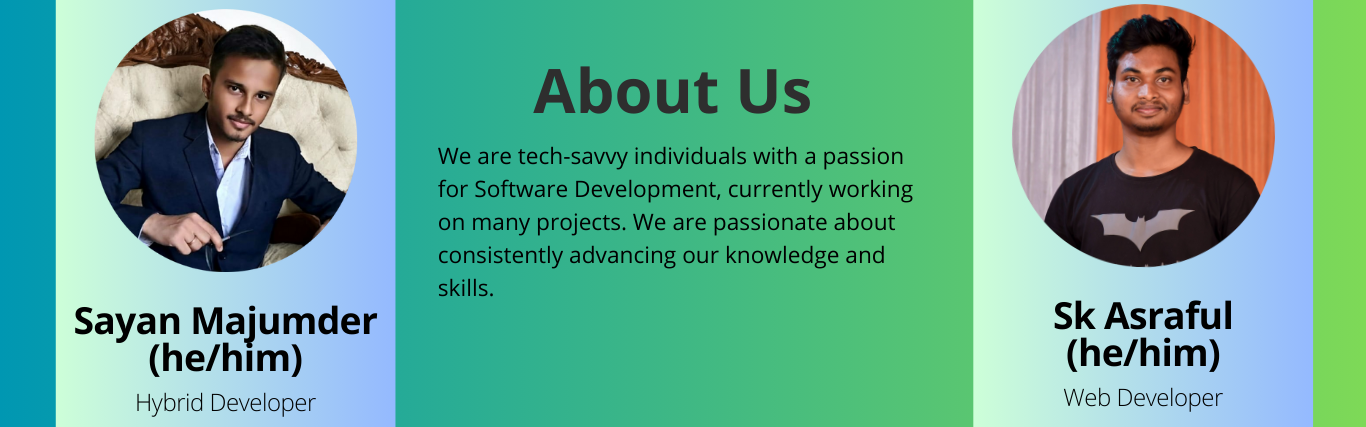 About Us
We are tech-savvy individuals with a passion
for Software Development, currently working
on many projects. We are passionate about
consistently advancing our knowledge and
skills.
Sayan Majumder
(he/him)
Hybrid Developer
Sk Asraful
(he/him)
Web Developer